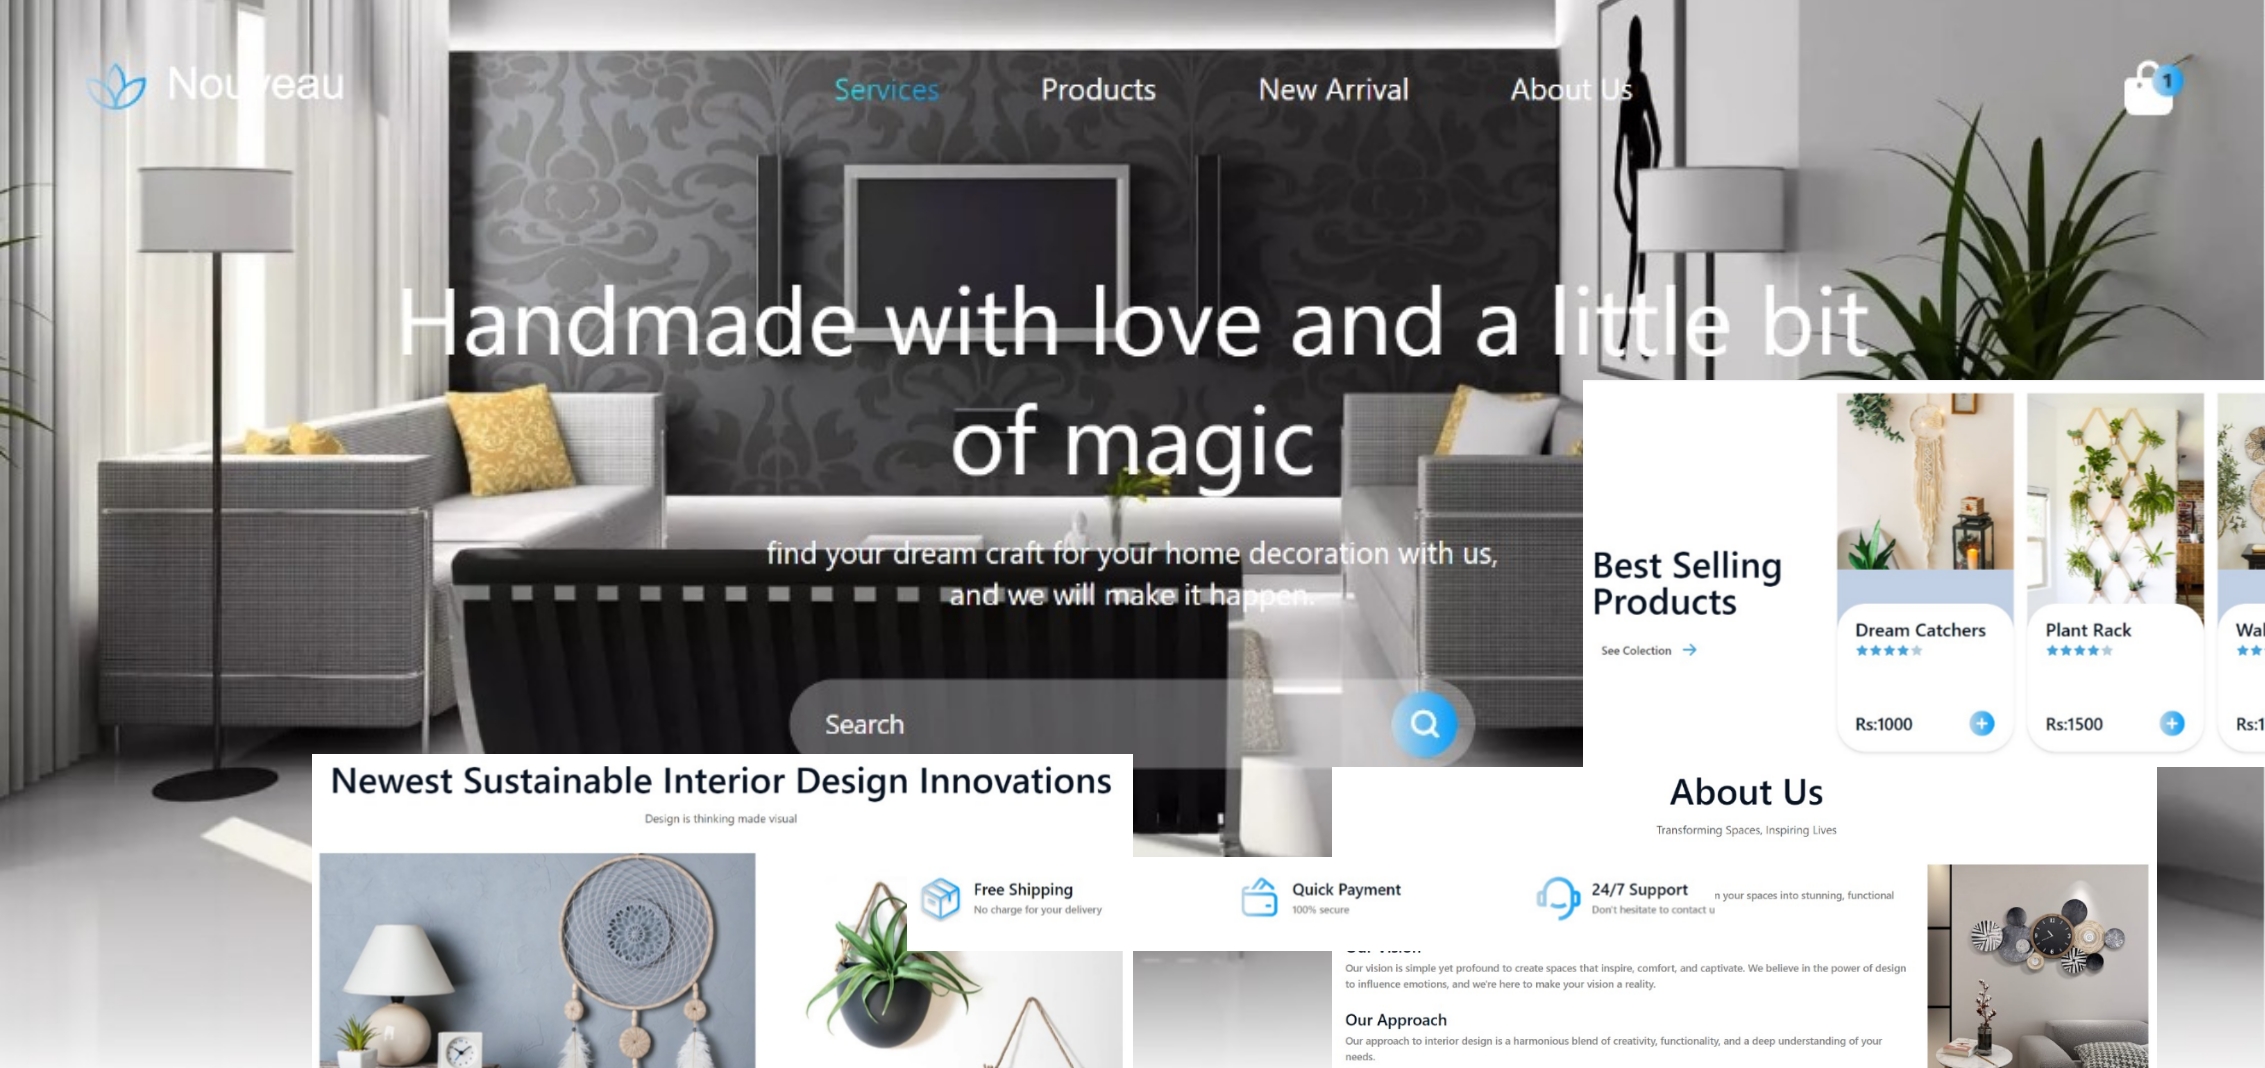 Nouveau
Services
Products
New Arrival
About Us
1
Handmade with love and a little bit
of magic
find your dream craft for your home decoration with us,
and we will make it happen.
Search
Best Selling
Products
See Colection
Dream Catchers
Rs:1000
Plant Rack
Rs:1500
Newest Sustainable Interior Design Innovations
Design is thinking made visual
Free Shipping
No charge for your delivery
Quick Payment
100% secure
24/7 Support
Don't hesitate to contact u
About Us
Transforming Spaces, Inspiring Lives
n your spaces into stunning, functional
Our vision is simple yet profound to create spaces that inspire, comfort, and captivate. We believe in the power of design
to influence emotions, and we're here to make your vision a reality.
Our Approach
Our approach to interior design is a harmonious blend of creativity, functionality, and a deep understanding of your
needs.